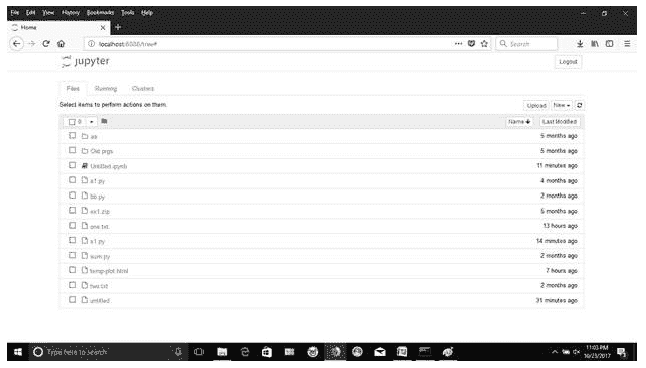 File Edit View History Bookmarks Tools Help
Home
localhost:8888/tree#
Search
jupyter
Logout
Files Running Clusters
Select items to perform actions on them.
Upload New
0
Name Last Modified
aa 5 months ago
Old prgs 5 months ago
Untitled.ipynb 11 minutes ago
a1.py 4 months ago
bb.py 2 months ago
ex1.zip 5 months ago
one.txt 13 hours ago
s1.py 14 minutes ago
sum.py 2 months ago
temp-plot.html 7 hours ago
two.txt 2 months ago
untitled 31 minutes ago
Type here to search
11:03 PM
10/23/2017